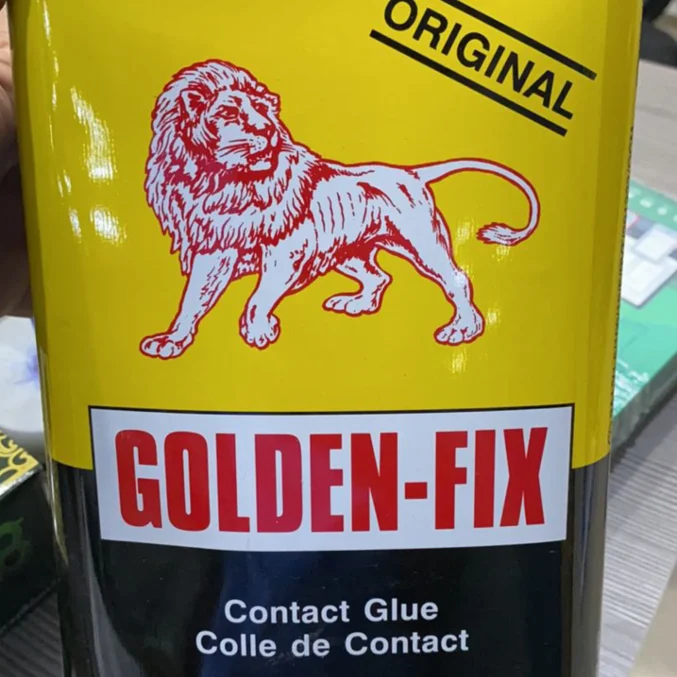 ORIGINAL
GOLDEN-FIX
Contact Glue
Colle de Contact